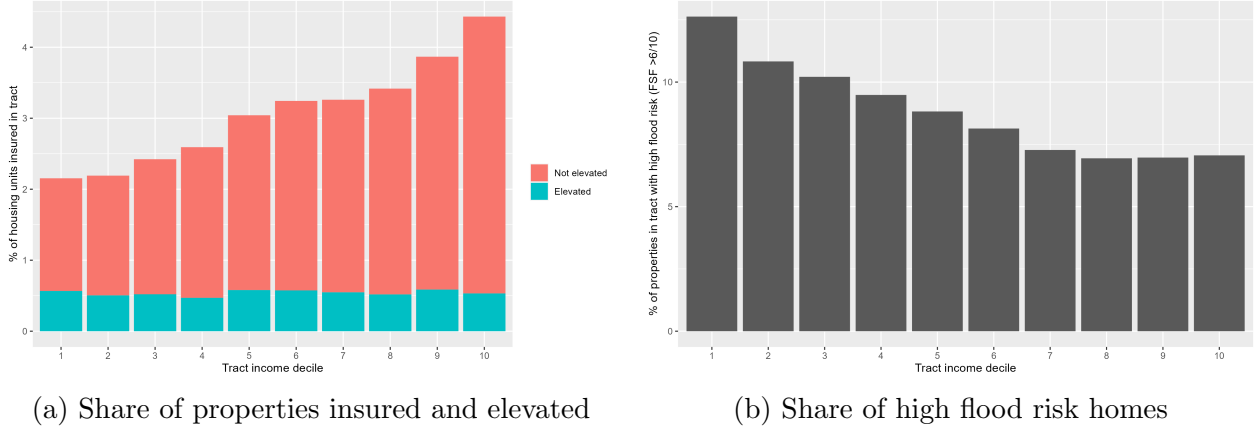 % of housing units insured in tract
4
3
2
1
0
1 2 3 4 5 6 7 8 9 10
Tract income decile
Not elevated
Elevated
(a) Share of properties insured and elevated
% of properties in tract with high flood risk (FSF >6/10)
10
5
0
1 2 3 4 5 6 7 8 9 10
Tract income decile
(b) Share of high flood risk homes